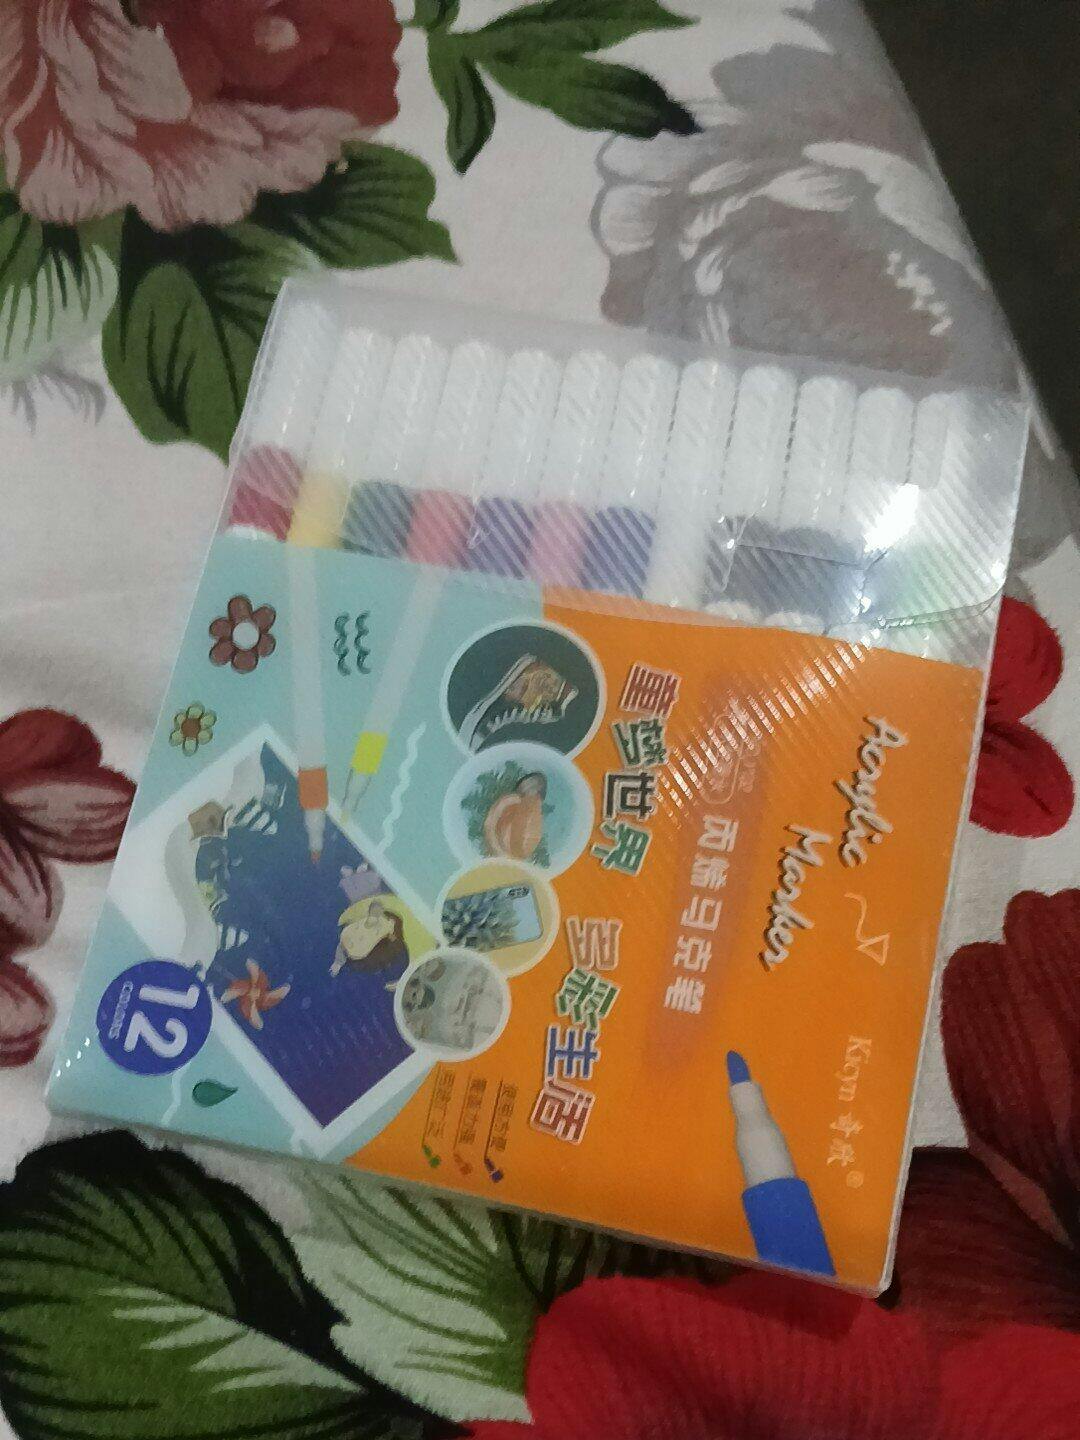 Acrylic
Marker
Kicyn 奇欣®
丙烯马克笔
童梦世界
多彩生活
12
COLORS